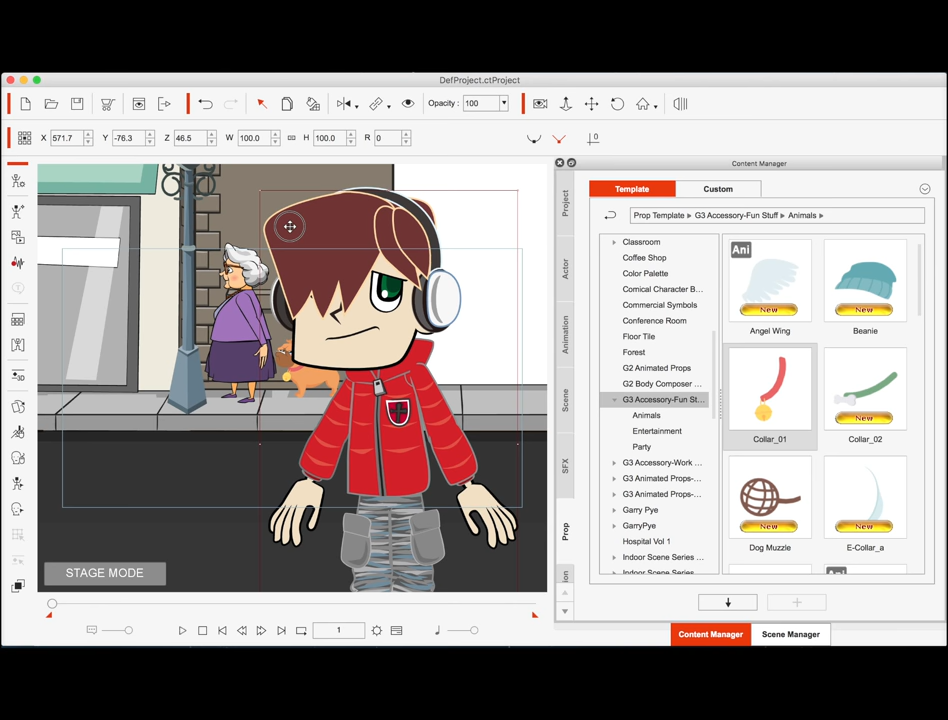 DefProject.ctProject
Opacity : 100
X 571.7 Y -76.3 Z 46.5 W 100.0 H 100.0 R 0
Content Manager
Template Custom
Prop Template ▸ G3 Accessory-Fun Stuff ▸ Animals ▸
Project
Actor
Animation
Scene
SFX
Prop
Classroom
Coffee Shop
Color Palette
Comical Character B...
Commercial Symbols
Conference Room
Floor Tile
Forest
G2 Animated Props
G2 Body Composer ...
G3 Accessory-Fun St...
Animals
Entertainment
Party
G3 Accessory-Work ...
G3 Animated Props-...
G3 Animated Props-...
Garry Pye
GarryPye
Hospital Vol 1
Indoor Scene Series ...
Indoor Scene Series
Ani
New
Angel Wing
New
Beanie
Collar_01
New
Collar_02
New
Dog Muzzle
New
E-Collar_a
Ani
3D
STAGE MODE
1
Content Manager Scene Manager